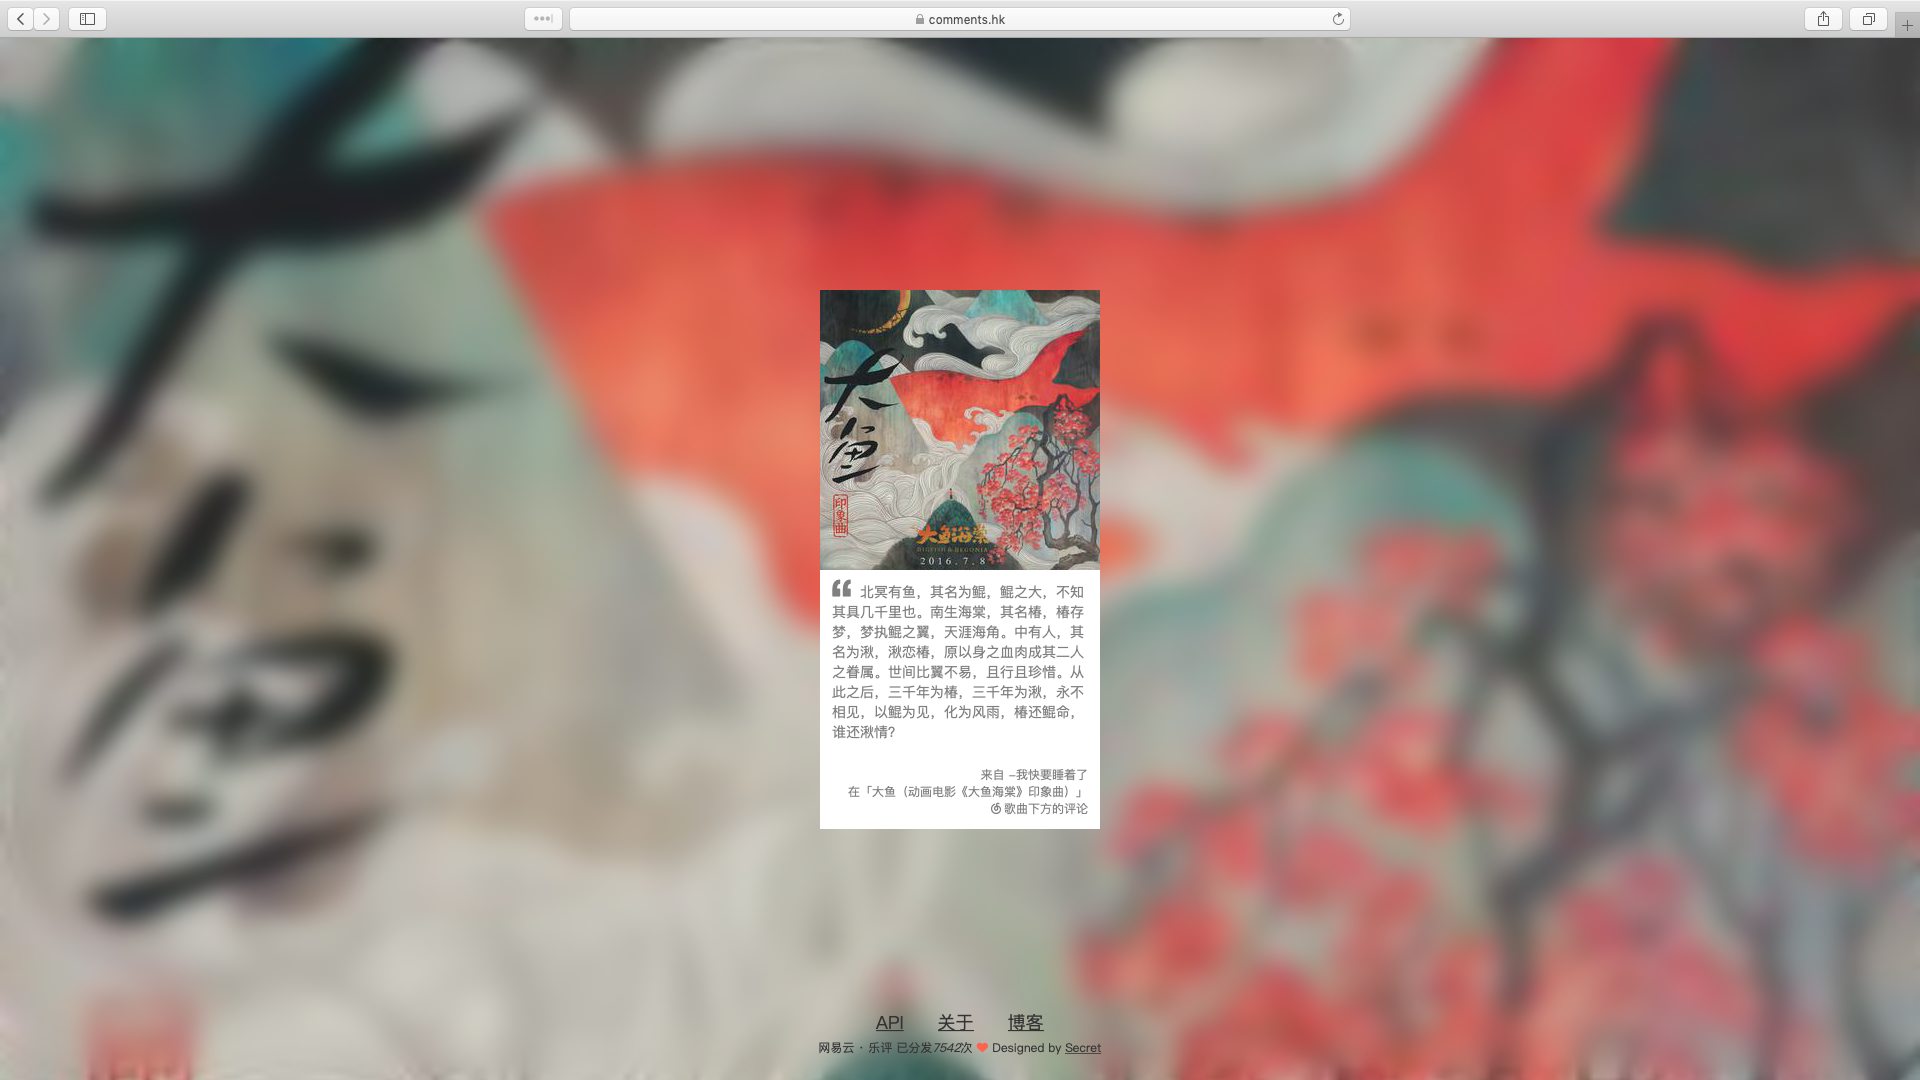 comments.hk
大鱼
印象曲
大鱼海棠
BIGFISH & BEGONIA
2016.7.8
北冥有鱼，其名为鲲，鲲之大，不知
其具几千里也。南生海棠，其名椿，椿存
梦，梦执鲲之翼，天涯海角。中有人，其
名为湫，湫恋椿，原以身之血肉成其二人
之眷属。世间比翼不易，且行且珍惜。从
此之后，三千年为椿，三千年为湫，永不
相见，以鲲为见，化为风雨，椿还鲲命，
谁还湫情？
来自 -我快要睡着了
在「大鱼（动画电影《大鱼海棠》印象曲）」
歌曲下方的评论
API 关于 博客
网易云 · 乐评 已分发7542次 ❤ Designed by Secret